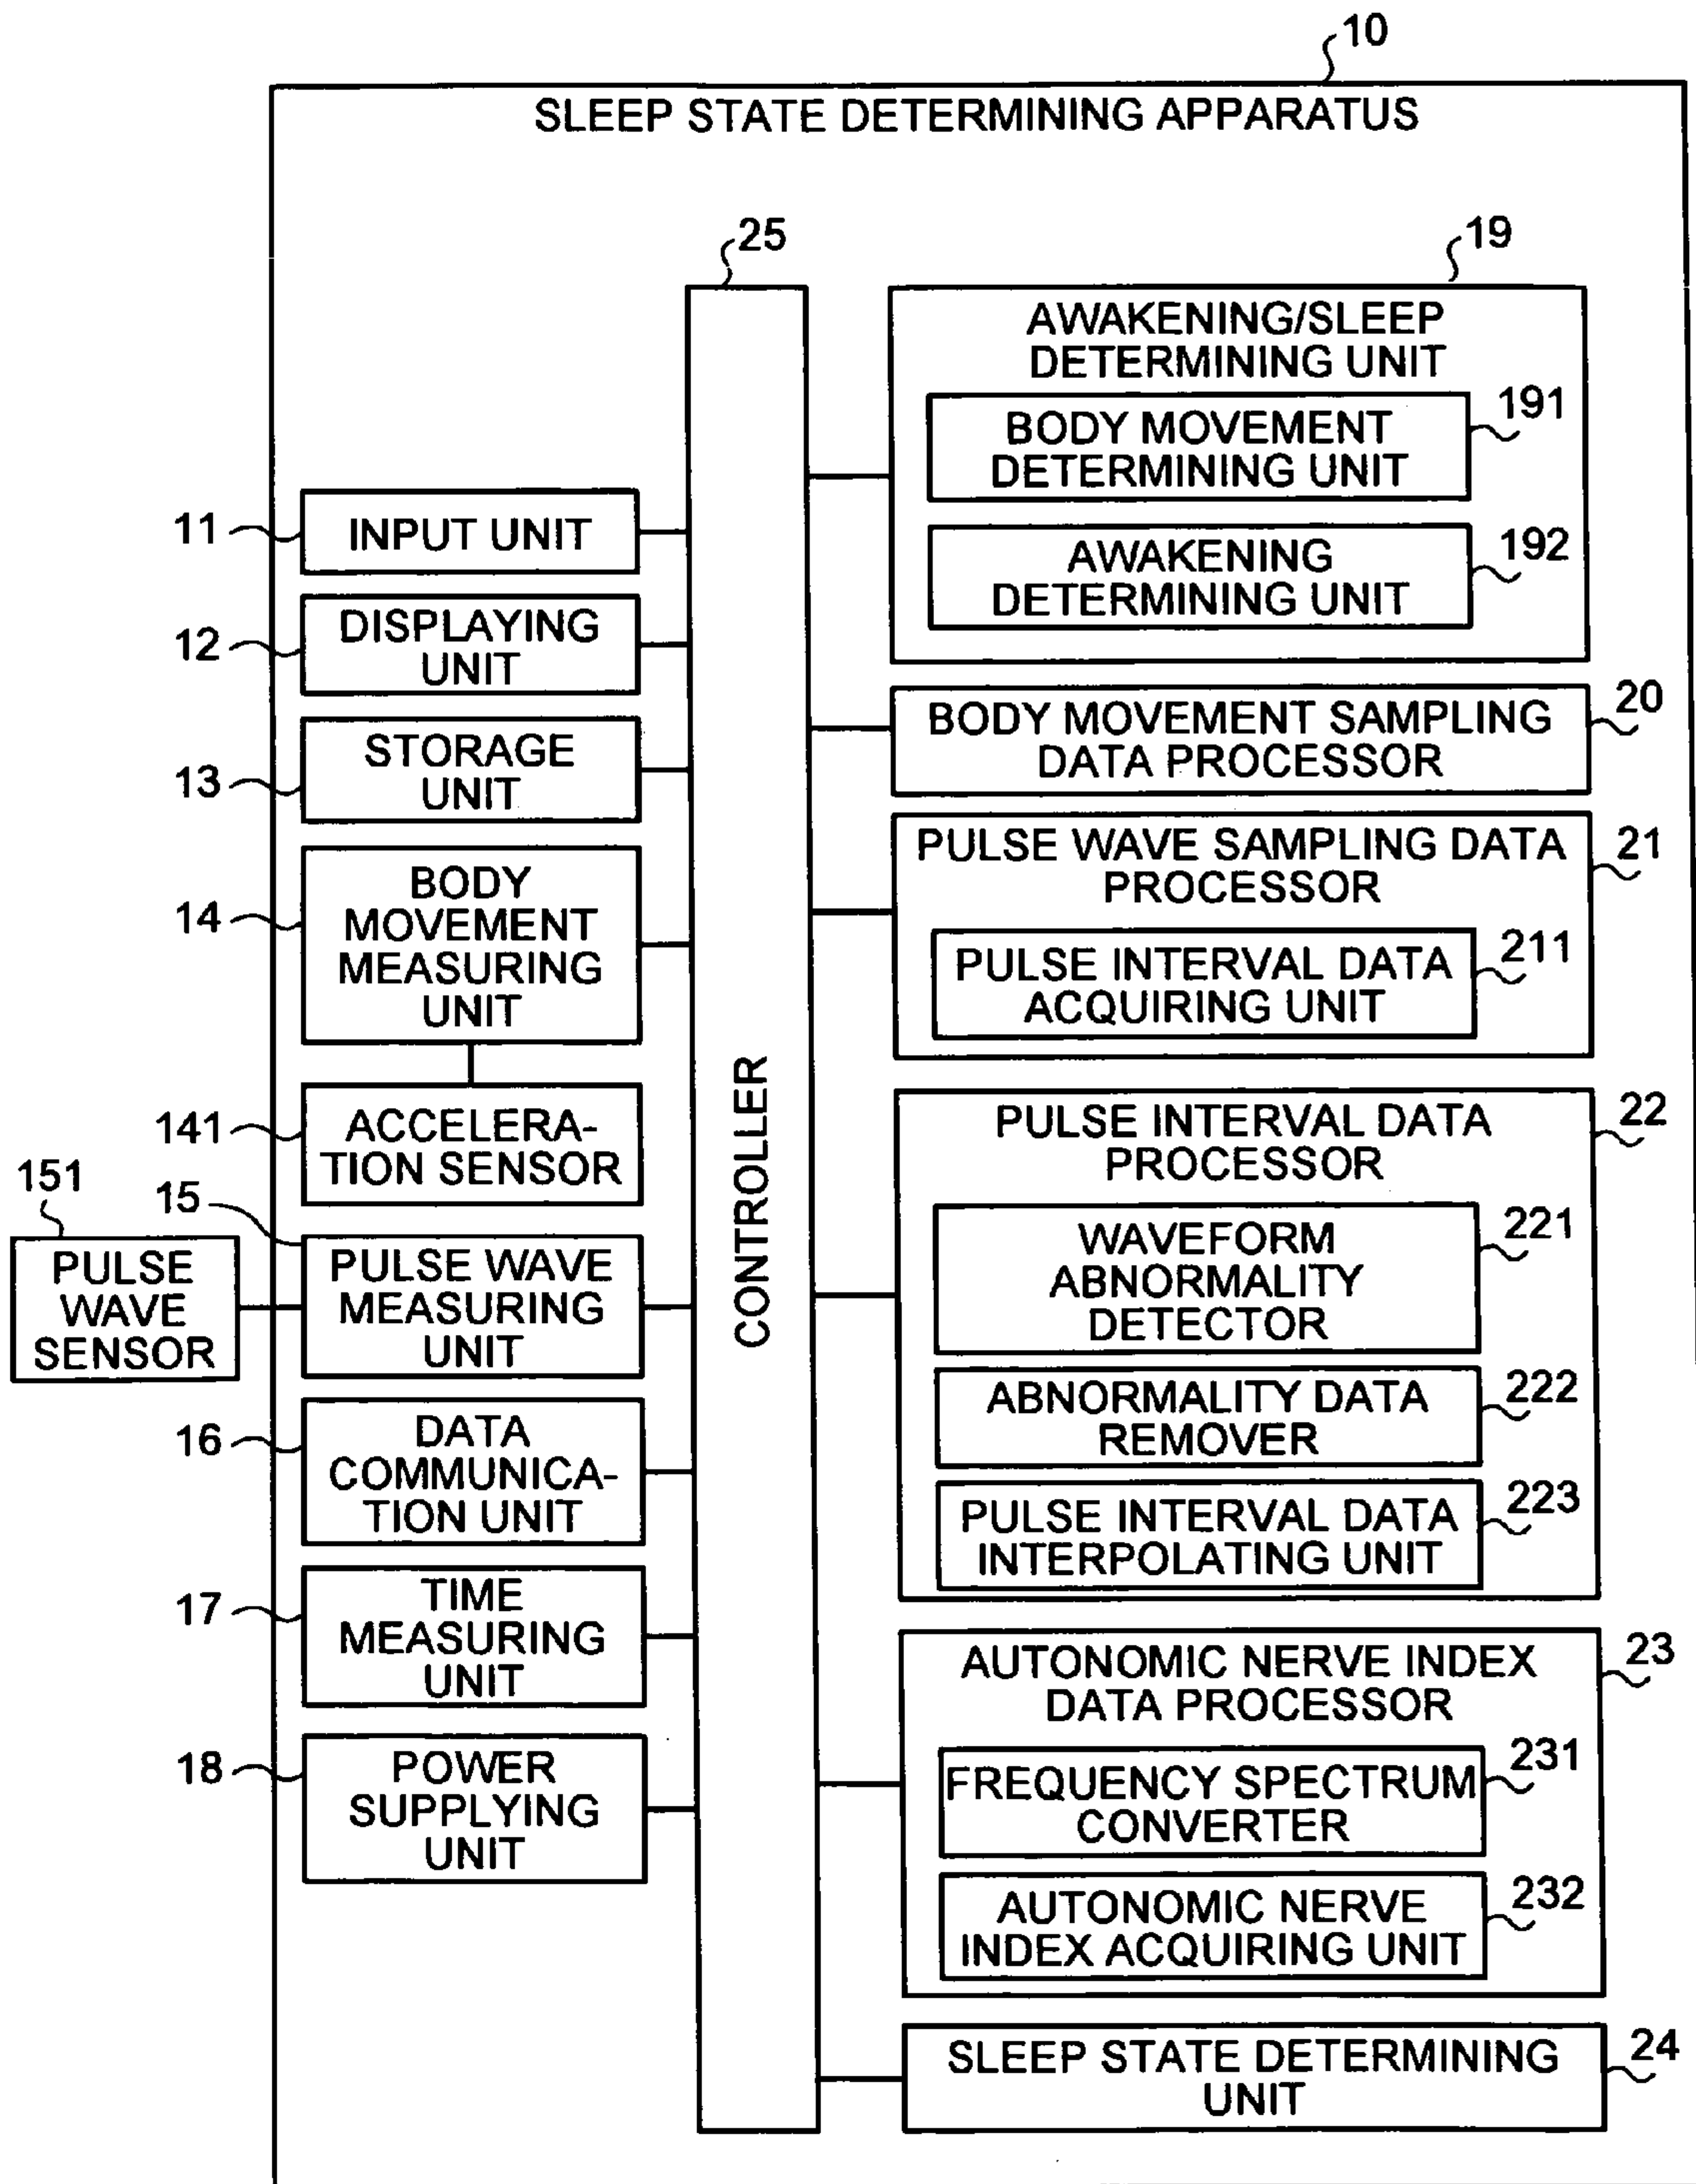 10
SLEEP STATE DETERMINING APPARATUS
25
19
AWAKENING/SLEEP
DETERMINING UNIT
191
BODY MOVEMENT
DETERMINING UNIT
192
AWAKENING
DETERMINING UNIT
11
INPUT UNIT
12
DISPLAYING
UNIT
13
STORAGE
UNIT
14
BODY
MOVEMENT
MEASURING
UNIT
141
ACCELERA-
TION SENSOR
151
PULSE
WAVE
SENSOR
15
PULSE WAVE
MEASURING
UNIT
16
DATA
COMMUNICA-
TION UNIT
17
TIME
MEASURING
UNIT
18
POWER
SUPPLYING
UNIT
CONTROLLER
20
BODY MOVEMENT SAMPLING
DATA PROCESSOR
21
PULSE WAVE SAMPLING DATA
PROCESSOR
211
PULSE INTERVAL DATA
ACQUIRING UNIT
22
PULSE INTERVAL DATA
PROCESSOR
221
WAVEFORM
ABNORMALITY
DETECTOR
222
ABNORMALITY DATA
REMOVER
223
PULSE INTERVAL DATA
INTERPOLATING UNIT
23
AUTONOMIC NERVE INDEX
DATA PROCESSOR
231
FREQUENCY SPECTRUM
CONVERTER
232
AUTONOMIC NERVE
INDEX ACQUIRING UNIT
24
SLEEP STATE DETERMINING
UNIT